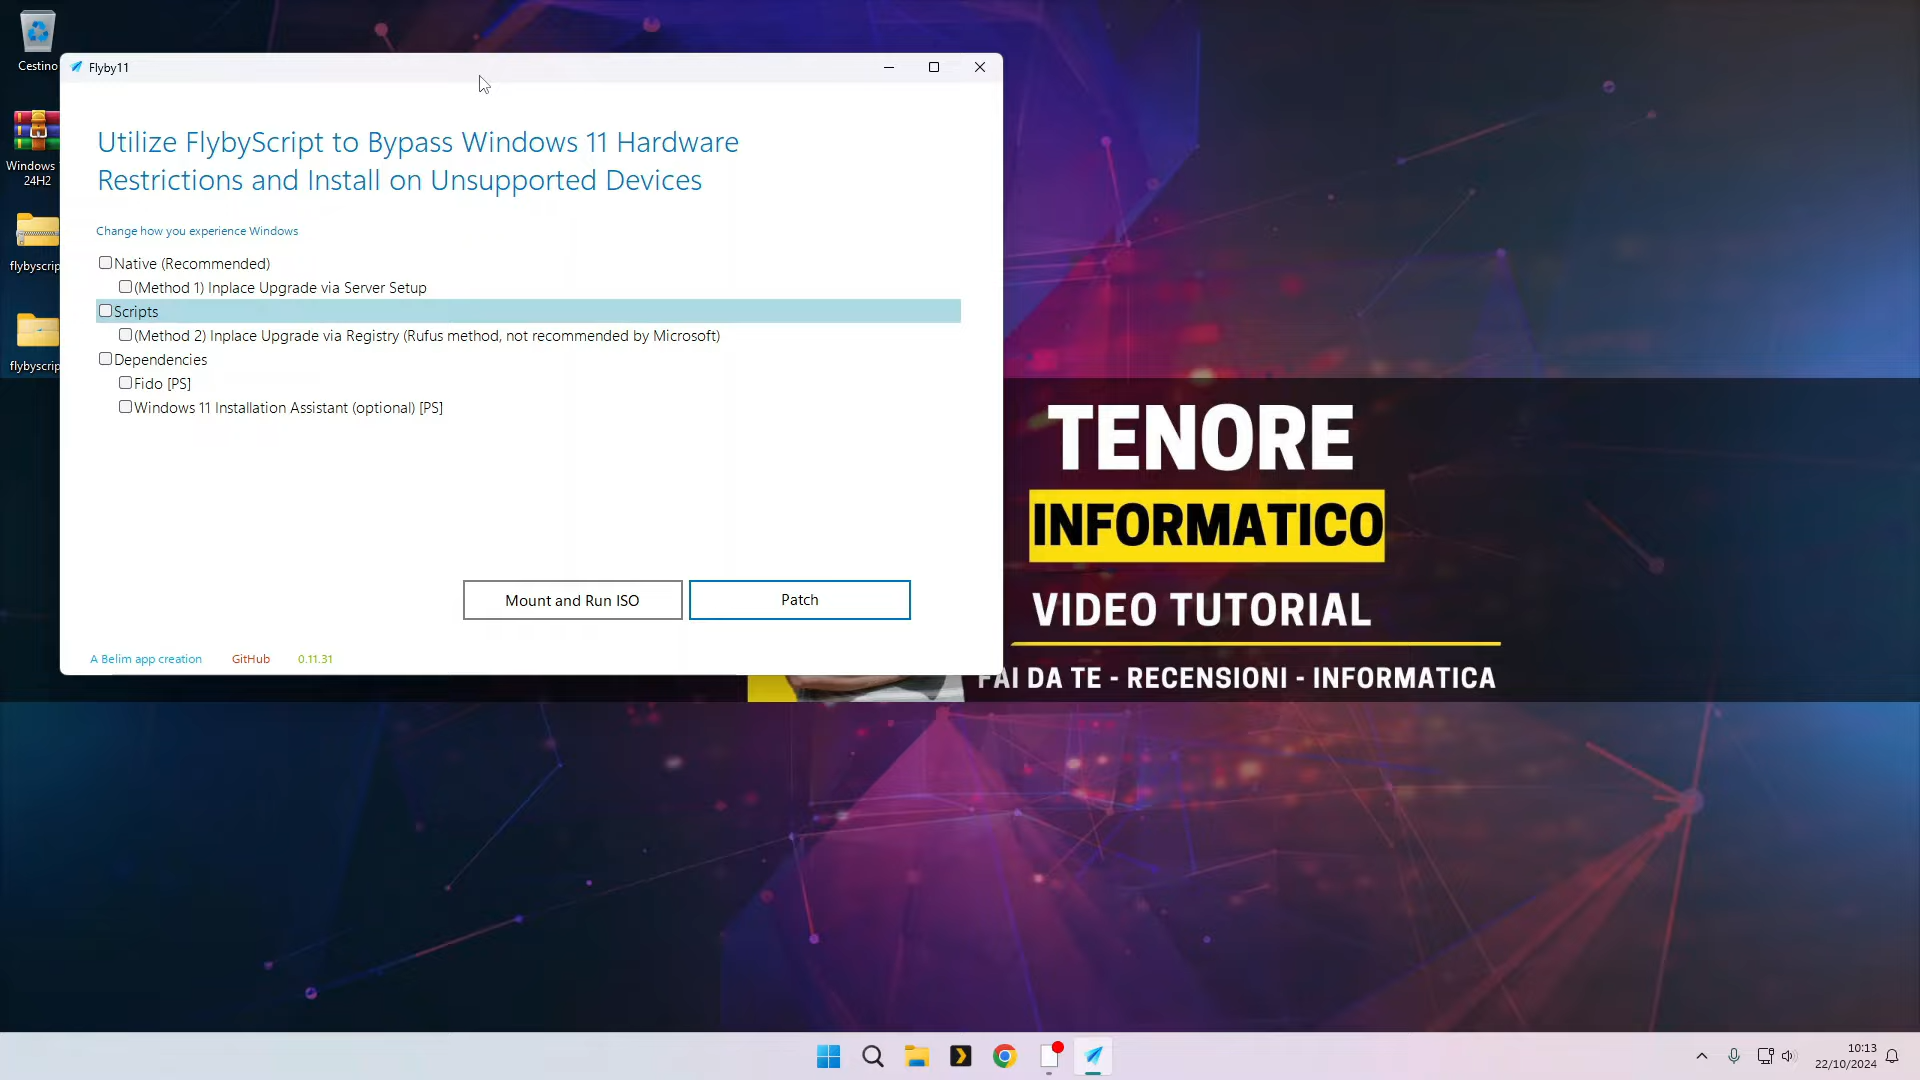 Cestino
Windows
24H2
flybyscrip
flybyscrip
Flyby11
Utilize FlybyScript to Bypass Windows 11 Hardware
Restrictions and Install on Unsupported Devices
Change how you experience Windows
Native (Recommended)
(Method 1) Inplace Upgrade via Server Setup
Scripts
(Method 2) Inplace Upgrade via Registry (Rufus method, not recommended by Microsoft)
Dependencies
Fido [PS]
Windows 11 Installation Assistant (optional) [PS]
Mount and Run ISO
Patch
A Belim app creation
GitHub
0.11.31
TENORE
INFORMATICO
VIDEO TUTORIAL
FAI DA TE - RECENSIONI - INFORMATICA
10:13
22/10/2024